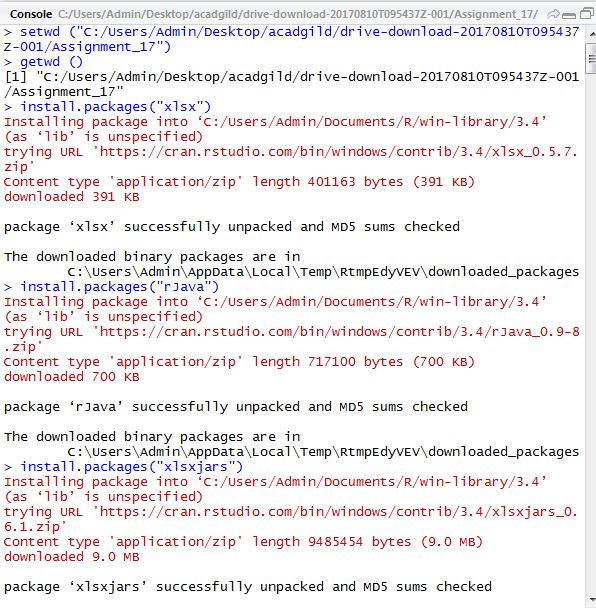 Console C:/Users/Admin/Desktop/acadgild/drive-download-20170810T095437Z-001/Assignment_17/
> setwd ("C:/Users/Admin/Desktop/acadgild/drive-download-20170810T095437
Z-001/Assignment_17")
> getwd ()
[1] "C:/Users/Admin/Desktop/acadgild/drive-download-20170810T095437Z-001
/Assignment_17"
> install.packages("xlsx")
Installing package into ‘C:/Users/Admin/Documents/R/win-library/3.4’
(as ‘lib’ is unspecified)
trying URL 'https://cran.rstudio.com/bin/windows/contrib/3.4/xlsx_0.5.7.
zip'
Content type 'application/zip' length 401163 bytes (391 KB)
downloaded 391 KB
package ‘xlsx’ successfully unpacked and MD5 sums checked
The downloaded binary packages are in
C:\Users\Admin\AppData\Local\Temp\RtmpEdyVEV\downloaded_packages
> install.packages("rJava")
Installing package into ‘C:/Users/Admin/Documents/R/win-library/3.4’
(as ‘lib’ is unspecified)
trying URL 'https://cran.rstudio.com/bin/windows/contrib/3.4/rJava_0.9-8
.zip'
Content type 'application/zip' length 717100 bytes (700 KB)
downloaded 700 KB
package ‘rJava’ successfully unpacked and MD5 sums checked
The downloaded binary packages are in
C:\Users\Admin\AppData\Local\Temp\RtmpEdyVEV\downloaded_packages
> install.packages("xlsxjars")
Installing package into ‘C:/Users/Admin/Documents/R/win-library/3.4’
(as ‘lib’ is unspecified)
trying URL 'https://cran.rstudio.com/bin/windows/contrib/3.4/xlsxjars_0.
6.1.zip'
Content type 'application/zip' length 9485454 bytes (9.0 MB)
downloaded 9.0 MB
package ‘xlsxjars’ successfully unpacked and MD5 sums checked